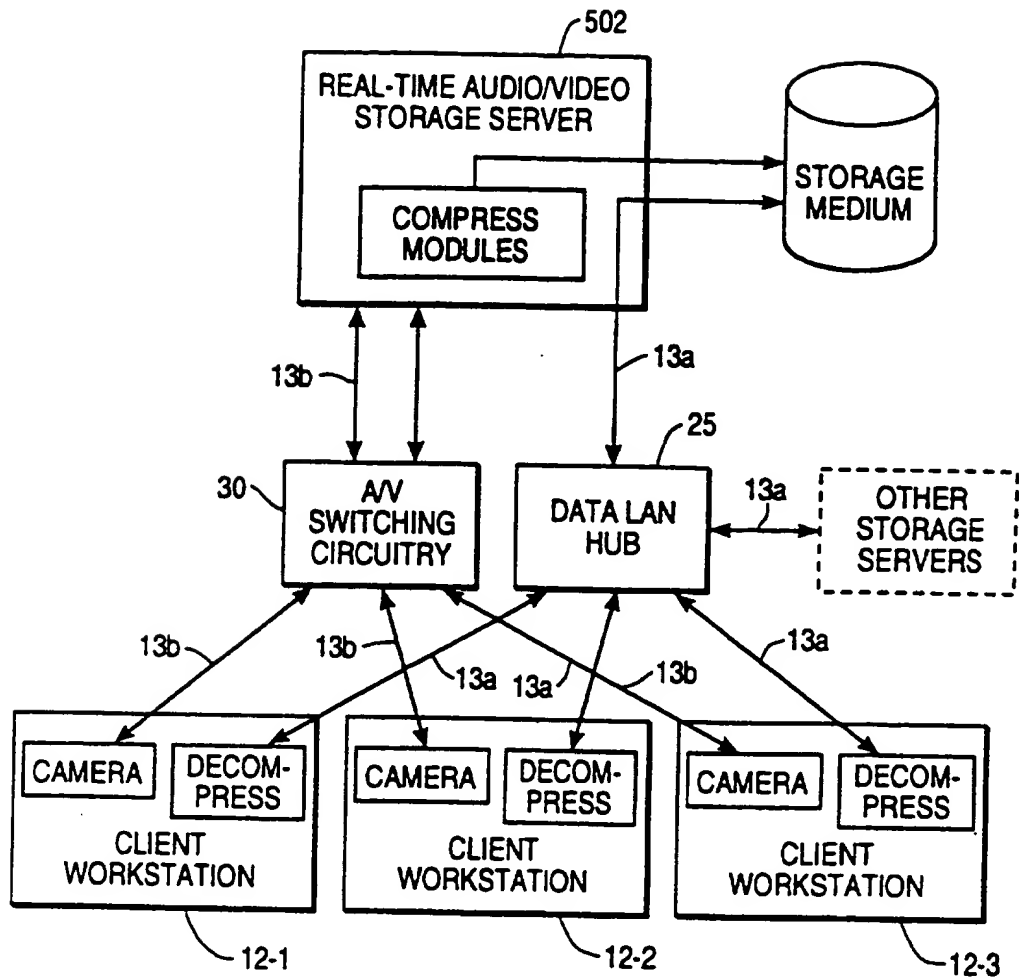 502
REAL-TIME AUDIO/VIDEO
STORAGE SERVER
COMPRESS
MODULES
STORAGE
MEDIUM
13b
13a
25
30
A/V
SWITCHING
CIRCUITRY
DATA LAN
HUB
13a
OTHER
STORAGE
SERVERS
13b
13b
13a
13a
13b
13a
CAMERA
DECOM-
PRESS
CLIENT
WORKSTATION
CAMERA
DECOM-
PRESS
CLIENT
WORKSTATION
CAMERA
DECOM-
PRESS
CLIENT
WORKSTATION
12-1
12-2
12-3